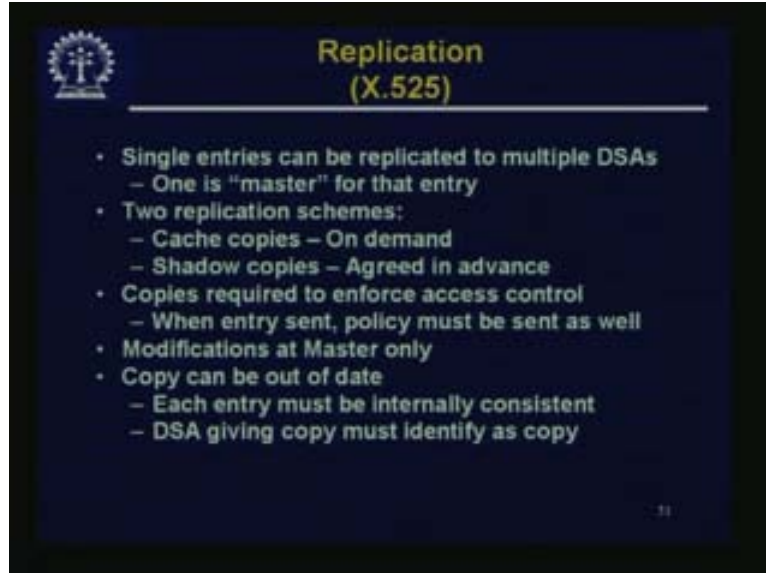 Replication
(X.525)
• Single entries can be replicated to multiple DSAs
– One is "master" for that entry
• Two replication schemes:
– Cache copies – On demand
– Shadow copies – Agreed in advance
• Copies required to enforce access control
– When entry sent, policy must be sent as well
• Modifications at Master only
• Copy can be out of date
– Each entry must be internally consistent
– DSA giving copy must identify as copy